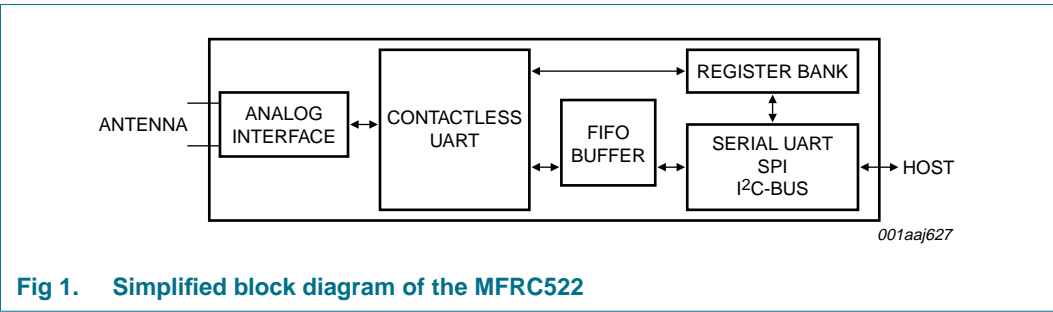 ANTENNA
ANALOG
INTERFACE
CONTACTLESS
UART
FIFO
BUFFER
REGISTER BANK
SERIAL UART
SPI
I²C-BUS
HOST
001aaj627
Fig 1. Simplified block diagram of the MFRC522